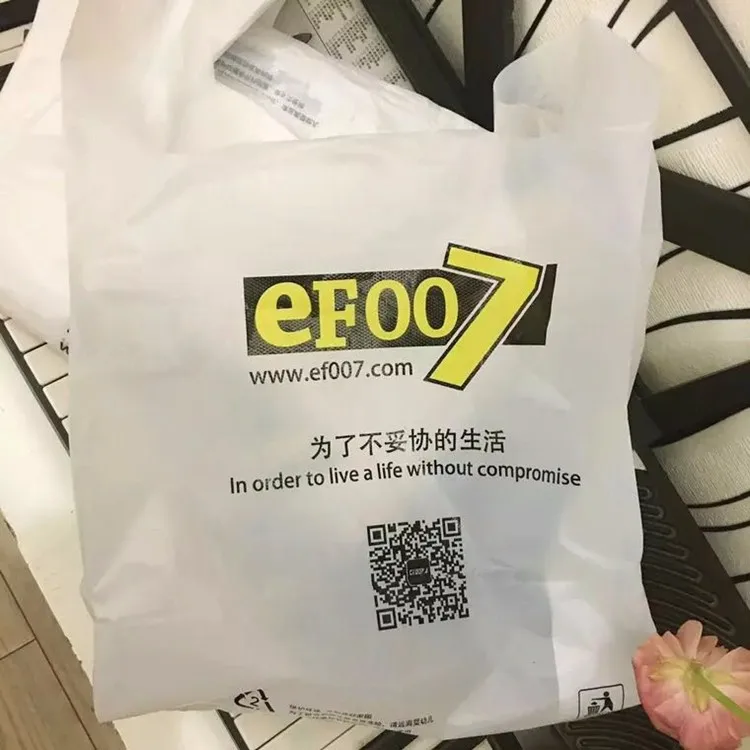 eF007
www.ef007.com
为了不妥协的生活
In order to live a life without compromise
2